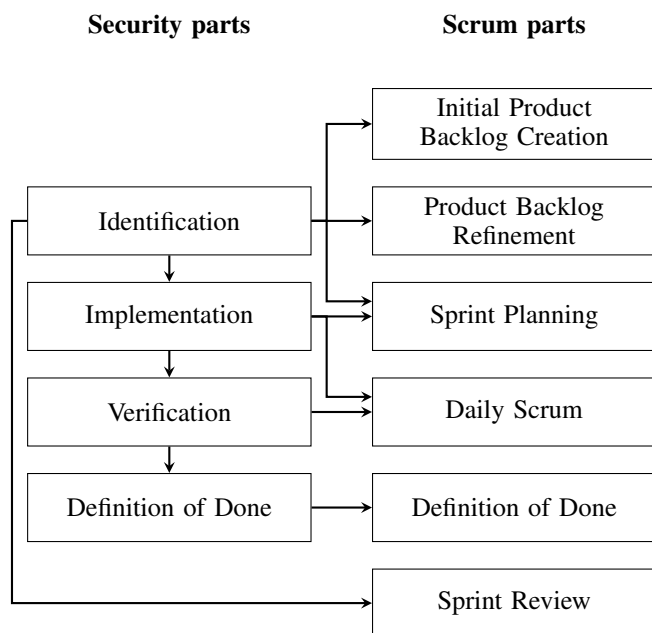 Security parts
Scrum parts
Initial Product
Backlog Creation
Identification
Product Backlog
Refinement
Implementation
Sprint Planning
Verification
Daily Scrum
Definition of Done
Definition of Done
Sprint Review